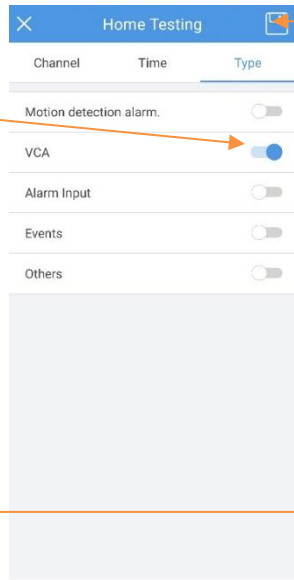 Home Testing
Channel Time Type
Motion detection alarm.
VCA
Alarm Input
Events
Others